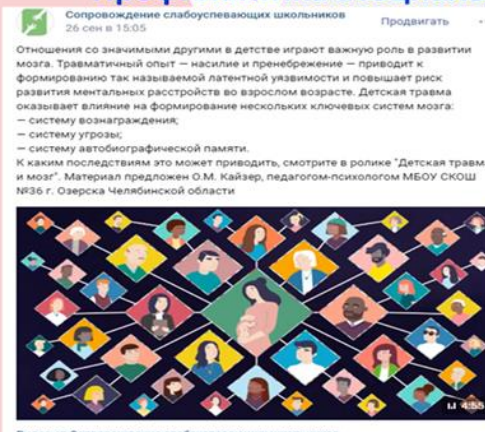 Сопровождение слабоуспевающих школьников
26 сен в 15:05
Продвигать
Отношения со значимыми другими в детстве играют важную роль в развитии
мозга. Травматичный опыт — насилие и пренебрежение — приводит к
формированию так называемой латентной уязвимости и повышает риск
развития ментальных расстройств во взрослом возрасте. Детская травма
оказывает влияние на формирование нескольких ключевых систем мозга:
— систему вознаграждения;
— систему угрозы;
— систему автобиографической памяти.
К каким последствиям это может приводить, смотрите в ролике "Детская травм
и мозг". Материал предложен О.М. Кайзер, педагогом-психологом МБОУ СКОШ
№36 г. Озерска Челябинской области
4:55